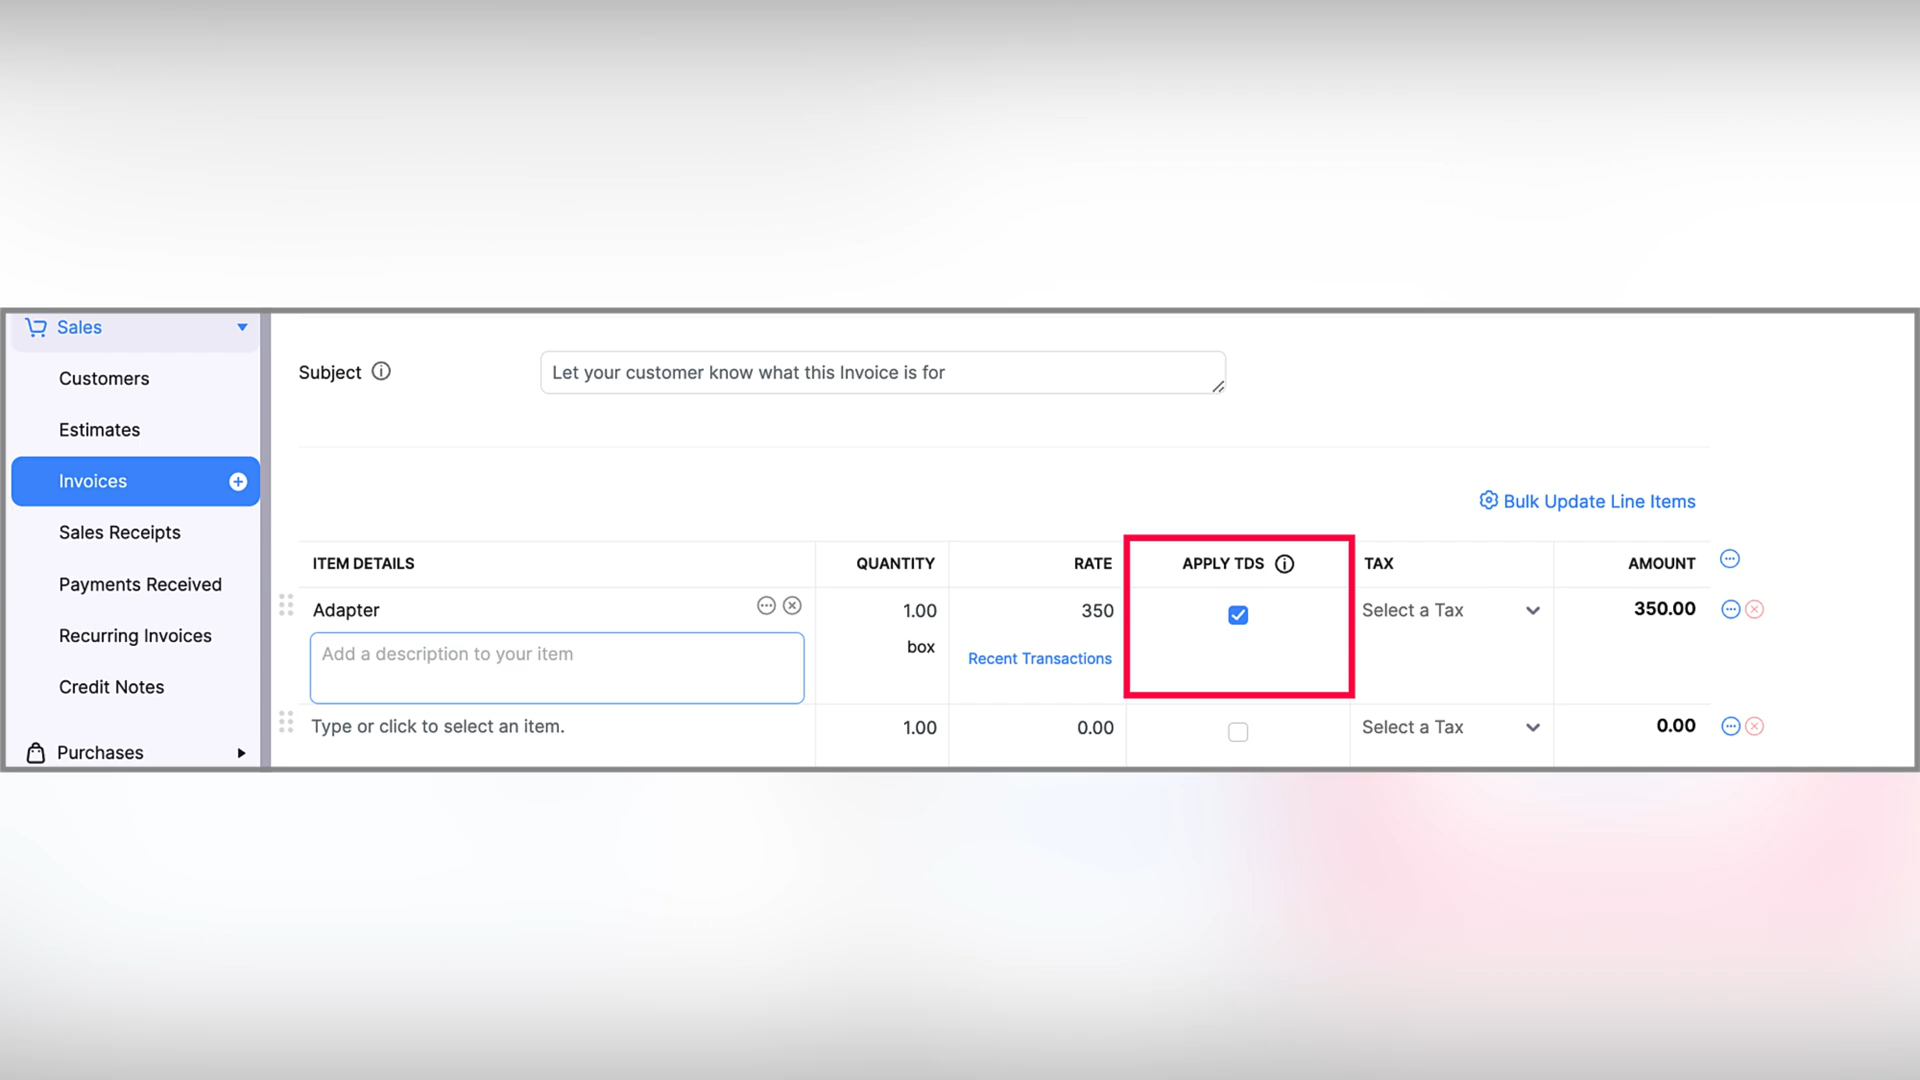 Sales
Customers
Estimates
Invoices
Sales Receipts
Payments Received
Recurring Invoices
Credit Notes
Purchases
Subject
Let your customer know what this Invoice is for
Bulk Update Line Items
ITEM DETAILS QUANTITY RATE APPLY TDS TAX AMOUNT
Adapter 1.00 350 Select a Tax 350.00
Add a description to your item box Recent Transactions
Type or click to select an item. 1.00 0.00 Select a Tax 0.00